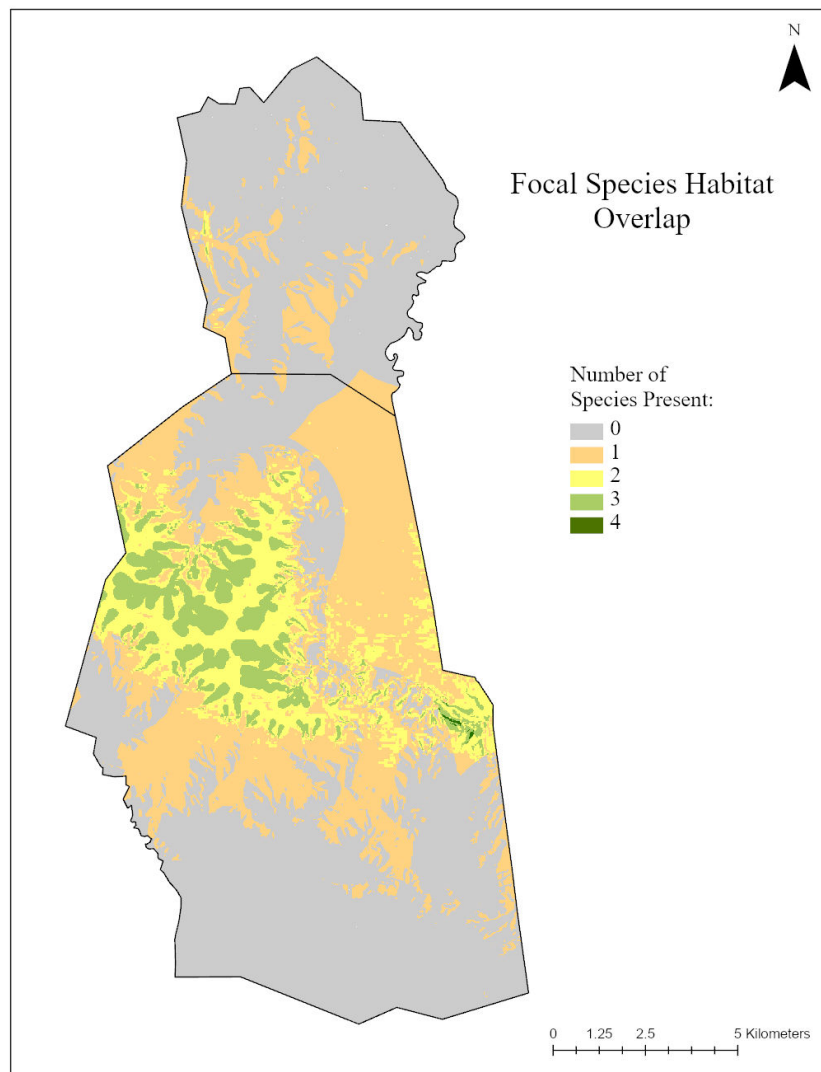 N
Focal Species Habitat
Overlap
Number of
Species Present:
0
1
2
3
4
0 1.25 2.5 5 Kilometers